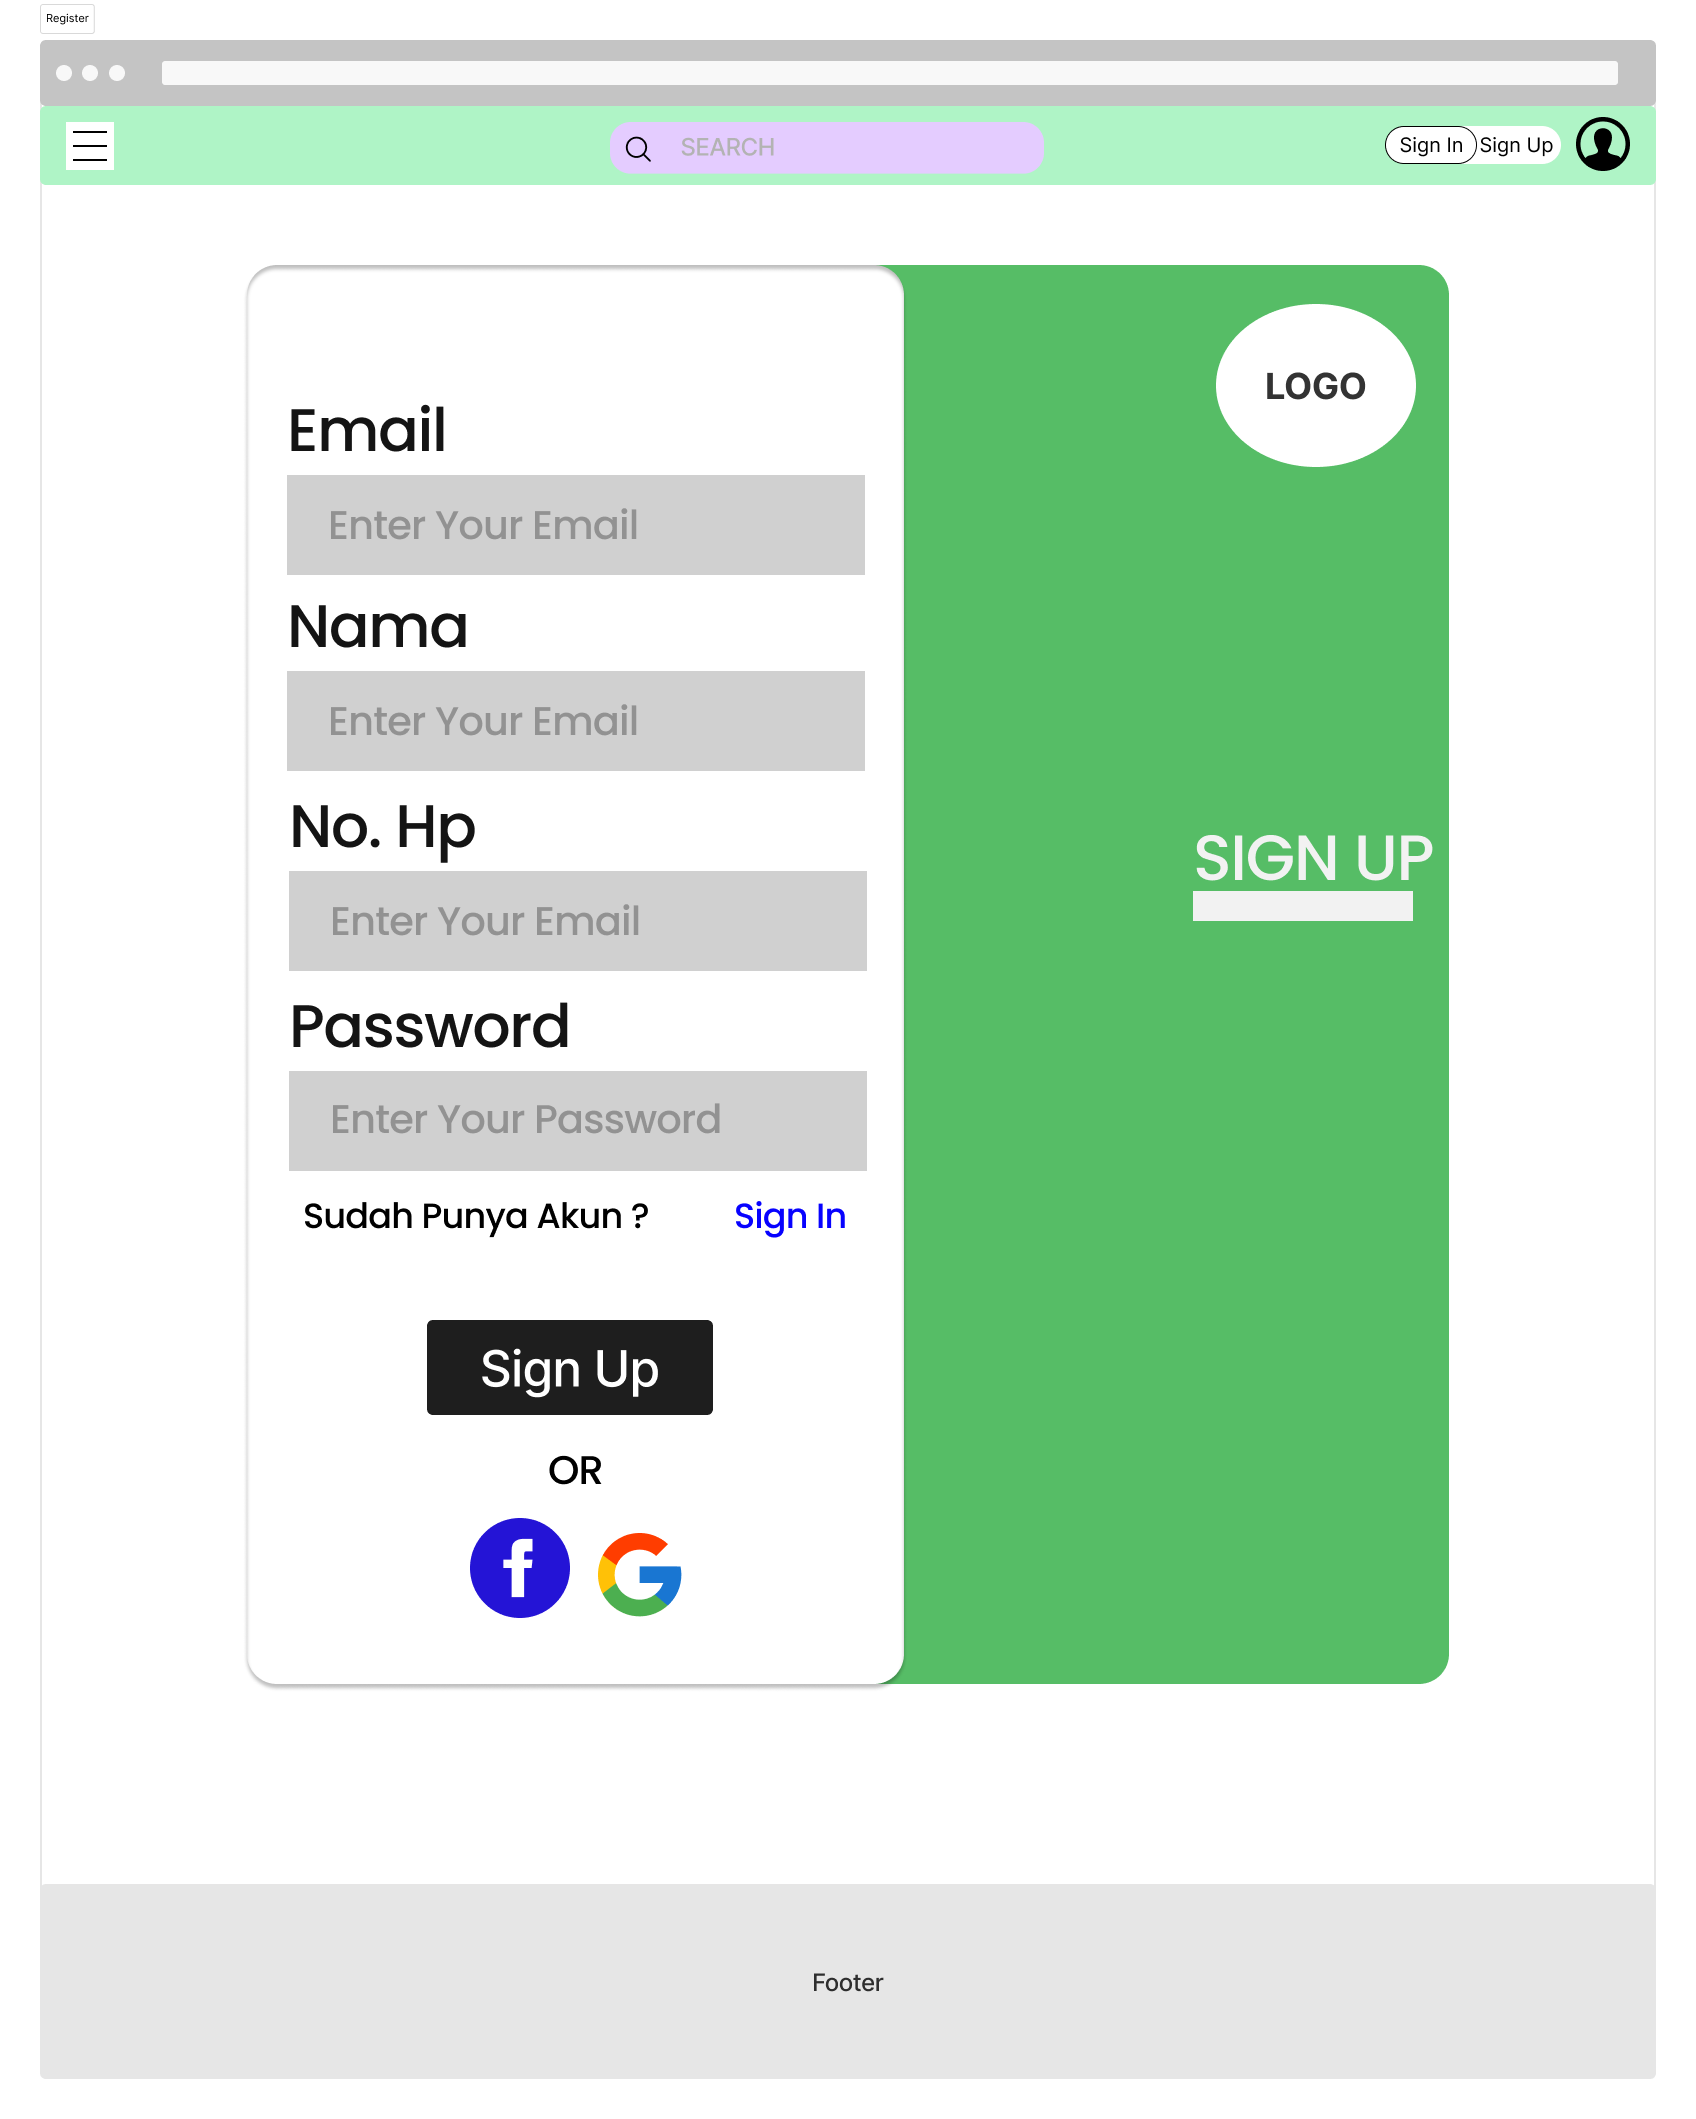 Register
SEARCH
Sign In
Sign Up
LOGO
Email
Enter Your Email
Nama
Enter Your Email
No. Hp
Enter Your Email
SIGN UP
Password
Enter Your Password
Sudah Punya Akun ? Sign In
Sign Up
OR
Footer